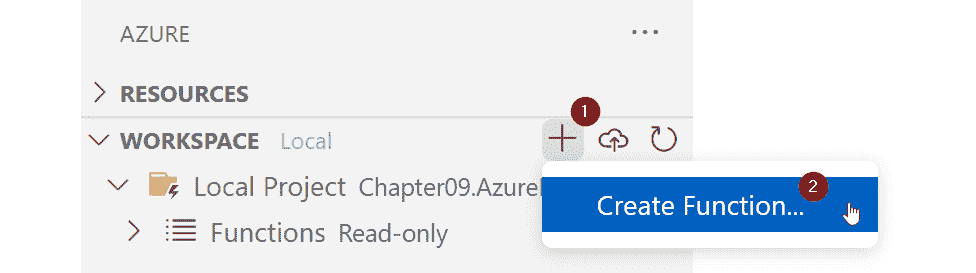 AZURE
RESOURCES
1
WORKSPACE Local
Local Project Chapter09.Azure
2
Create Function...
Functions Read-only